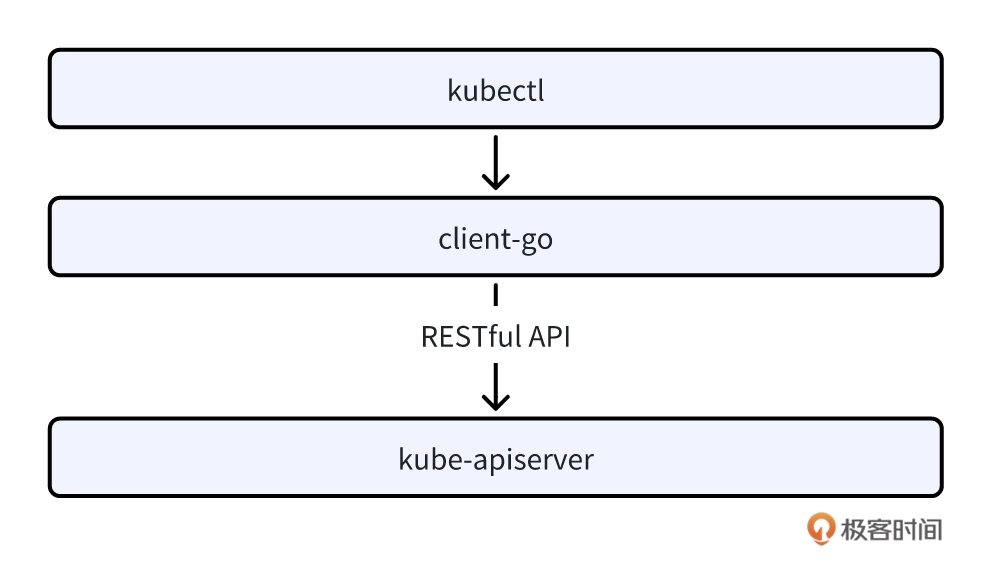 kubectl
client-go
RESTful API
kube-apiserver
极客时间